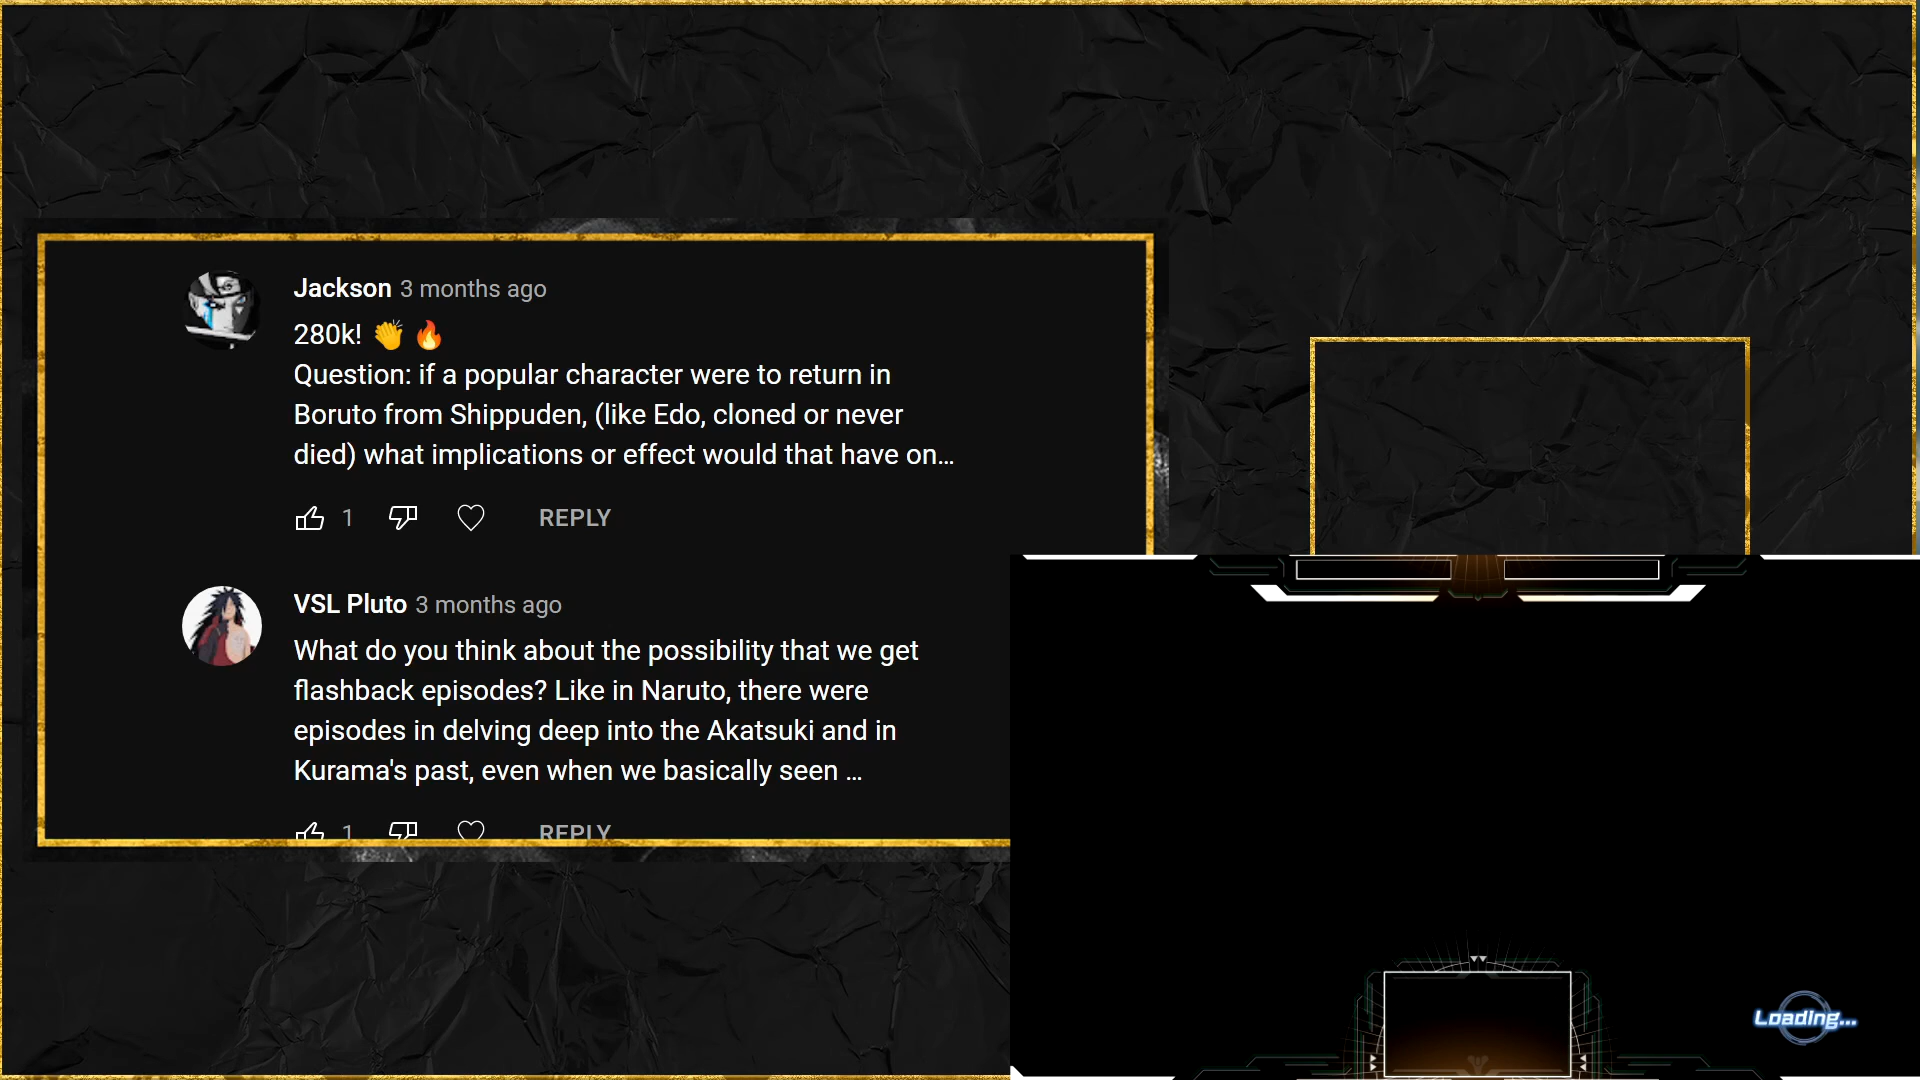 Jackson 3 months ago
280k! 👏 🔥
Question: if a popular character were to return in
Boruto from Shippuden, (like Edo, cloned or never
died) what implications or effect would that have on...
1 REPLY
VSL Pluto 3 months ago
What do you think about the possibility that we get
flashback episodes? Like in Naruto, there were
episodes in delving deep into the Akatsuki and in
Kurama's past, even when we basically seen ...
1 REPLY
Loading...